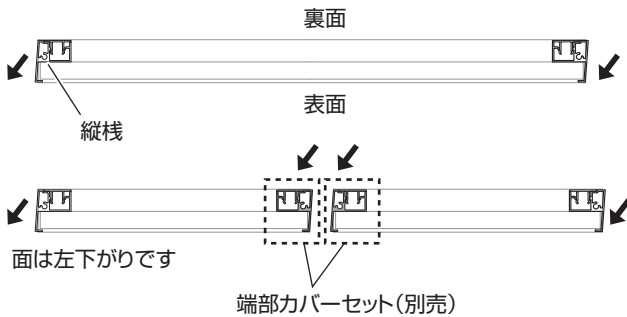 裏面
表面
縦桟
面は左下がりです
端部カバーセット(別売)